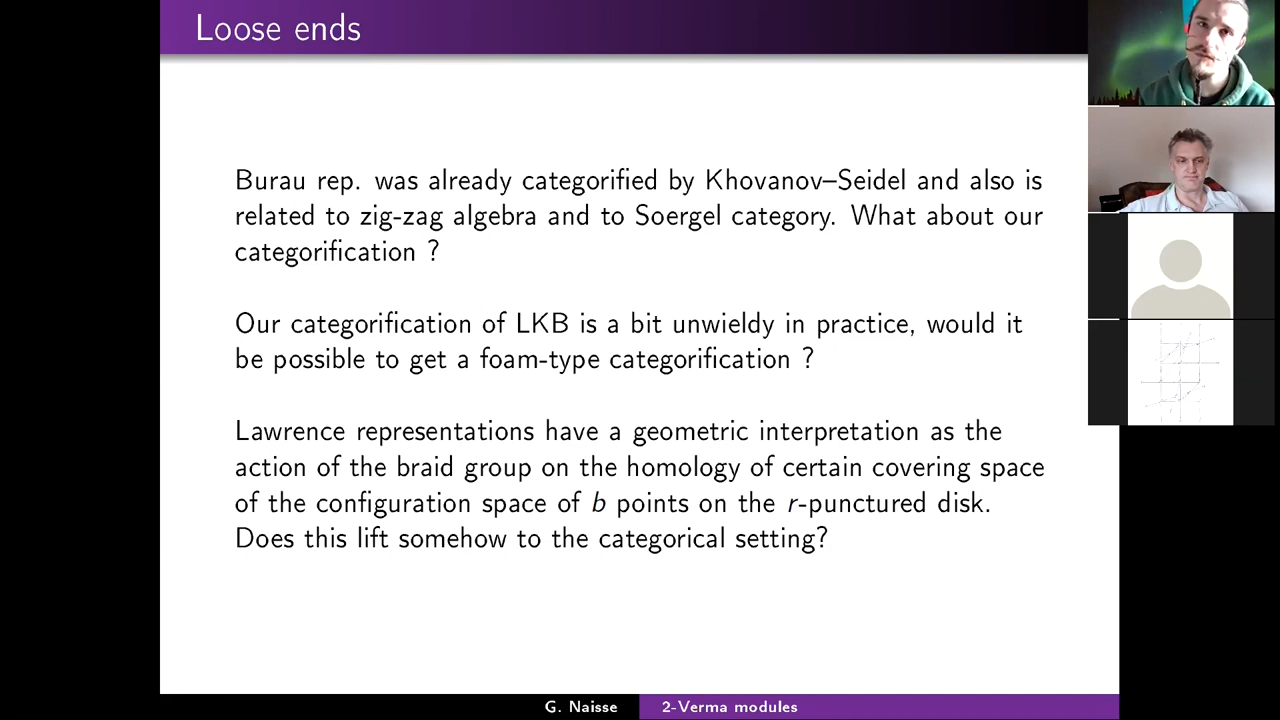 Loose ends
Burau rep. was already categorified by Khovanov–Seidel and also is
related to zig-zag algebra and to Soergel category. What about our
categorification ?
Our categorification of LKB is a bit unwieldy in practice, would it
be possible to get a foam-type categorification ?
Lawrence representations have a geometric interpretation as the
action of the braid group on the homology of certain covering space
of the configuration space of b points on the r-punctured disk.
Does this lift somehow to the categorical setting?
G. Naisse
2-Verma modules